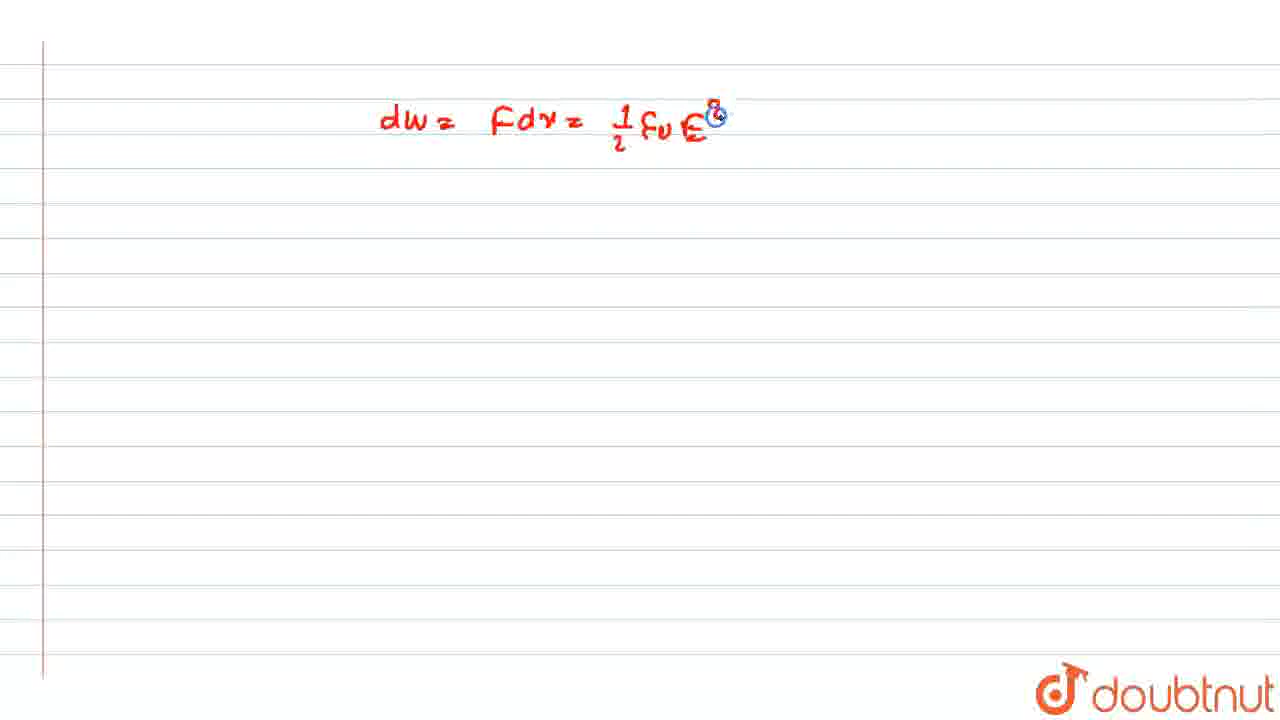 dw = Fdx = 1/2 ε₀ E²
doubtnut